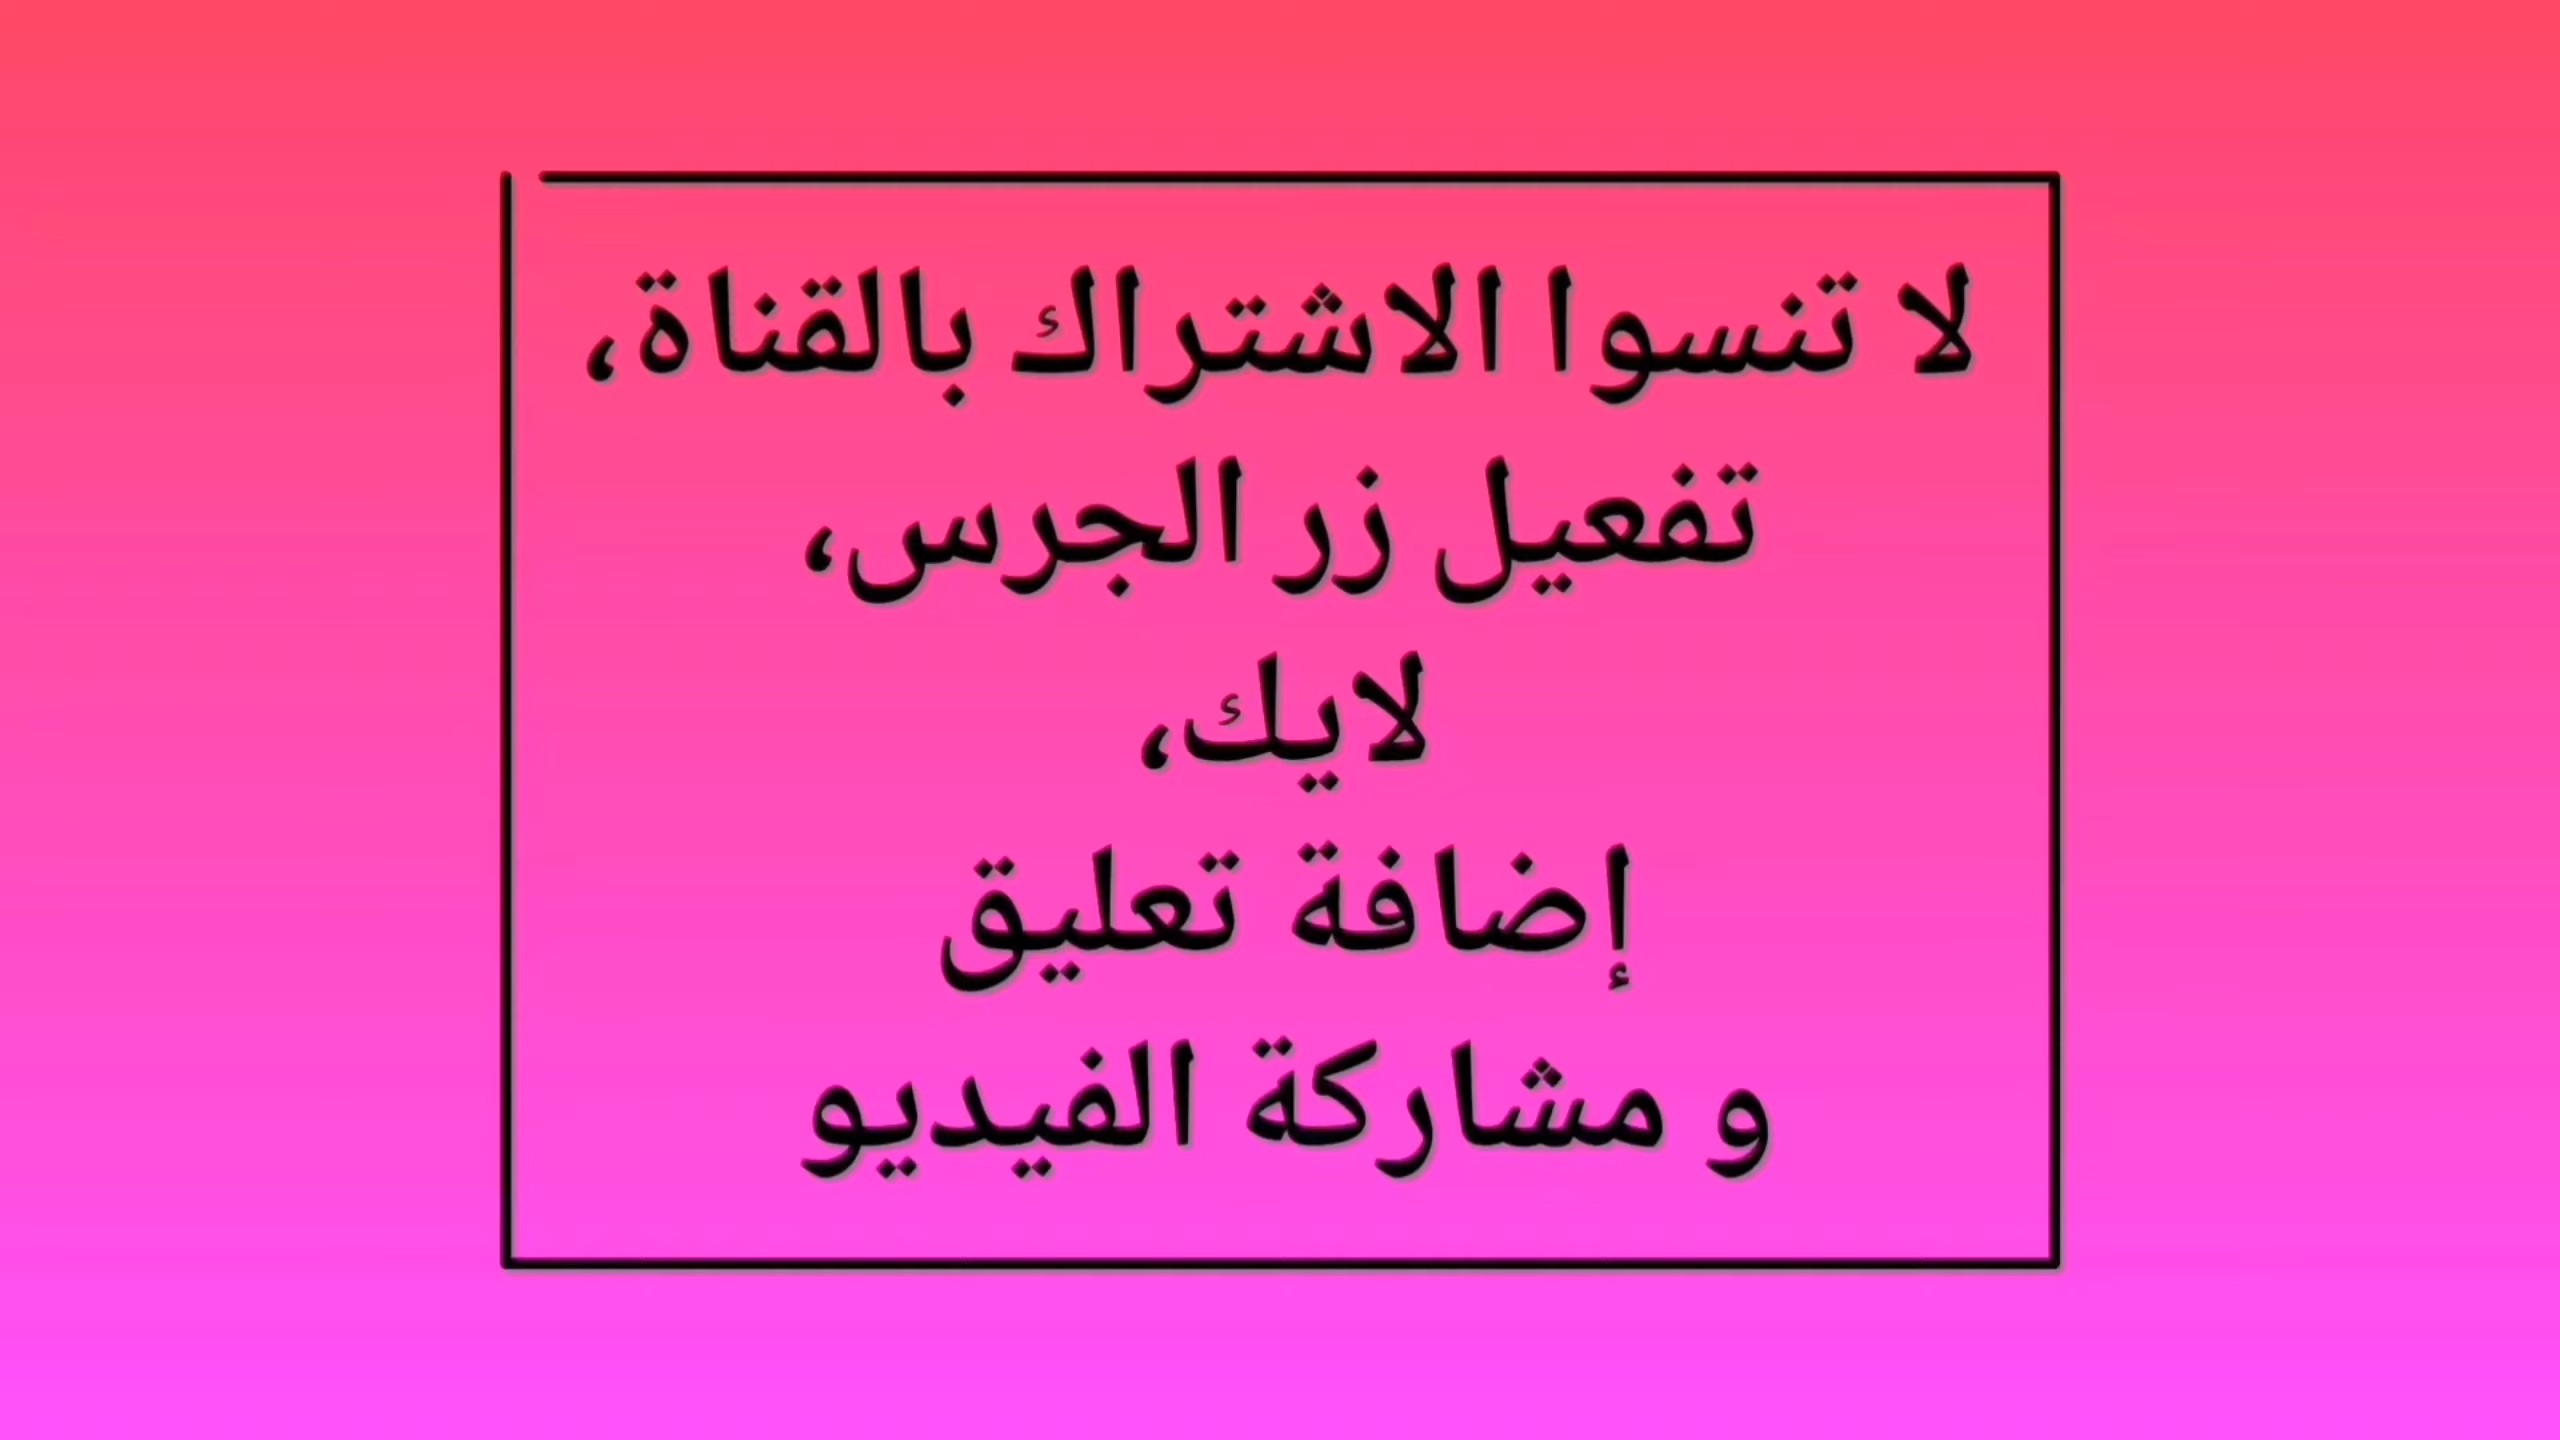 لا تنسوا الاشتراك بالقناة،
تفعيل زر الجرس،
لايك،
إضافة تعليق
و مشاركة الفيديو